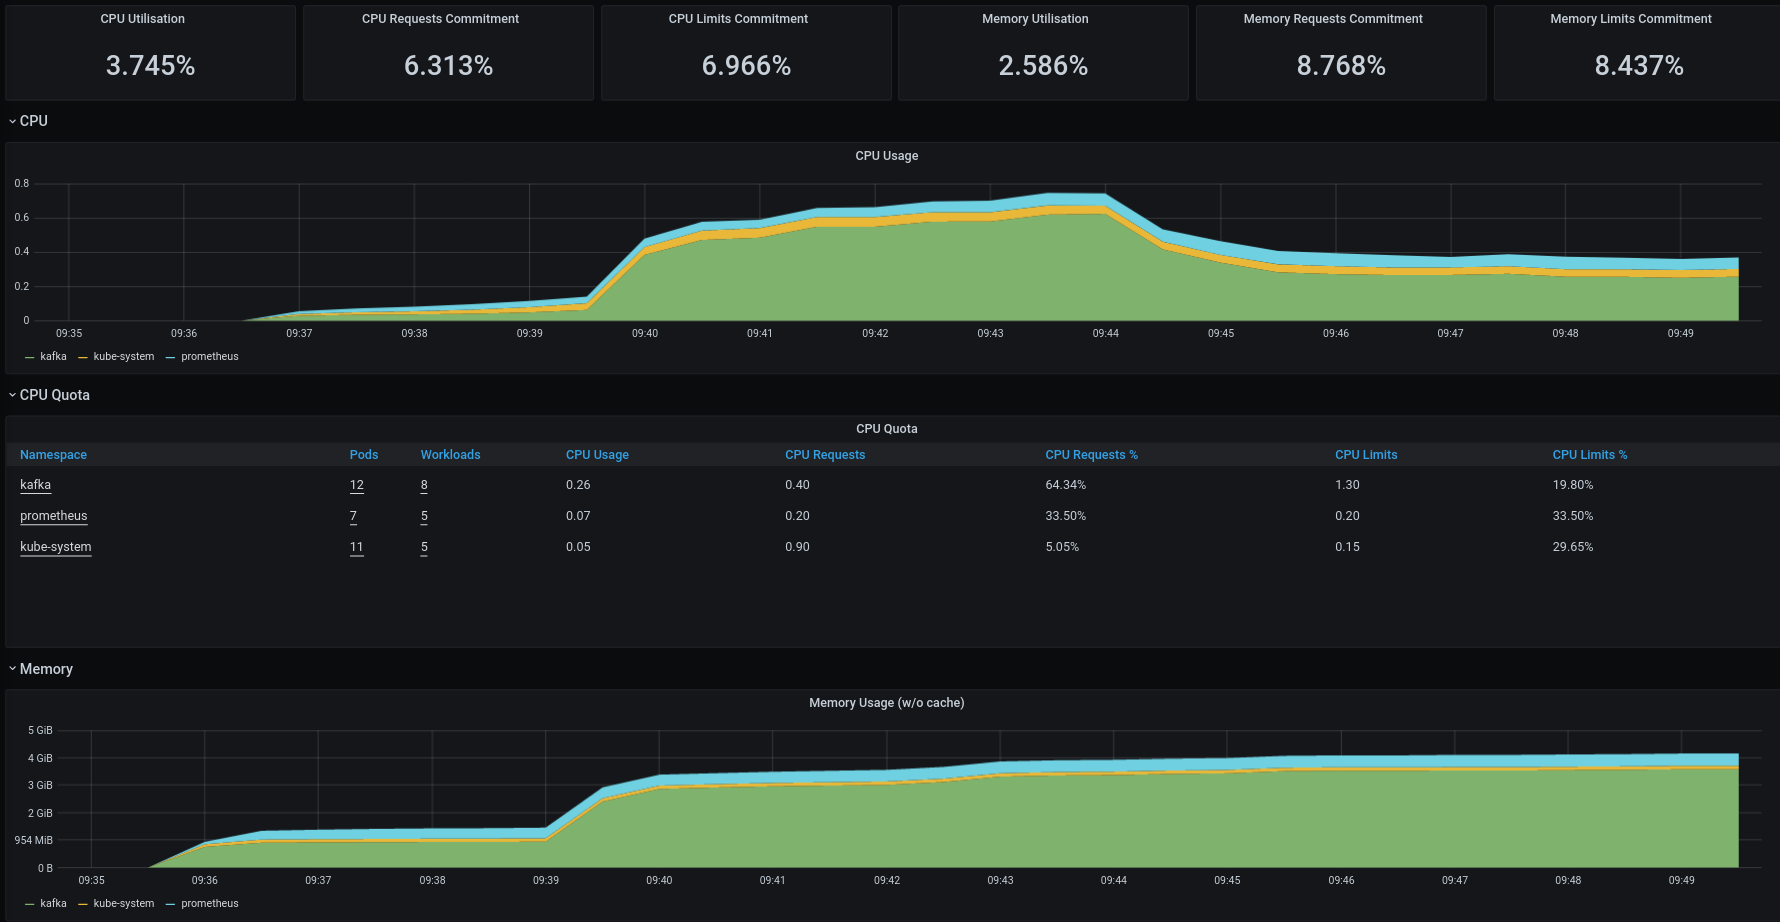 CPU Utilisation CPU Requests Commitment CPU Limits Commitment Memory Utilisation Memory Requests Commitment Memory Limits Commitment
3.745% 6.313% 6.966% 2.586% 8.768% 8.437%
CPU
CPU Usage
0.8
0.6
0.4
0.2
0
09:35 09:36 09:37 09:38 09:39 09:40 09:41 09:42 09:43 09:44 09:45 09:46 09:47 09:48 09:49
kafka kube-system prometheus
CPU Quota
CPU Quota
Namespace Pods Workloads CPU Usage CPU Requests CPU Requests % CPU Limits CPU Limits %
kafka 12 8 0.26 0.40 64.34% 1.30 19.80%
prometheus 7 5 0.07 0.20 33.50% 0.20 33.50%
kube-system 11 5 0.05 0.90 5.05% 0.15 29.65%
Memory
Memory Usage (w/o cache)
5 GiB
4 GiB
3 GiB
2 GiB
954 MiB
0 B
09:35 09:36 09:37 09:38 09:39 09:40 09:41 09:42 09:43 09:44 09:45 09:46 09:47 09:48 09:49
kafka kube-system prometheus